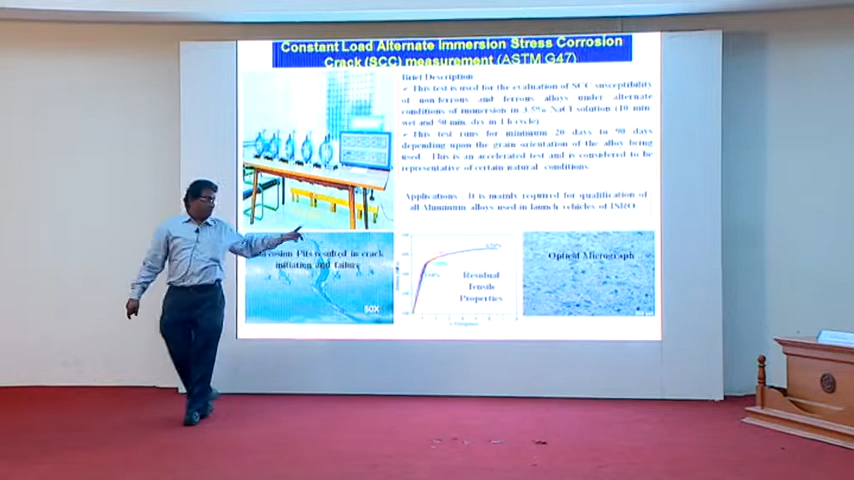 Constant Load Alternate Immersion Stress Corrosion
Crack (SCC) measurement (ASTM G47)
Brief Description
✓ This test is used for the evaluation of SCC susceptibility
of non-ferrous and ferrous alloys under alternate
conditions of immersion in 3.5% NaCl solution (10 min.
wet and 50 min. dry in 1 h cycle)
✓ This test runs for minimum 20 days to 90 days
depending upon the grain orientation of the alloy being
used. This is an accelerated test and is considered to be
representative of certain natural conditions.
Applications : It is mainly required for qualification of
all Aluminum alloys used in launch vehicles of ISRO
Corrosion Pits resulted in crack
initiation and failure
50X
Residual
Tensile
Properties
Optical Micrograph